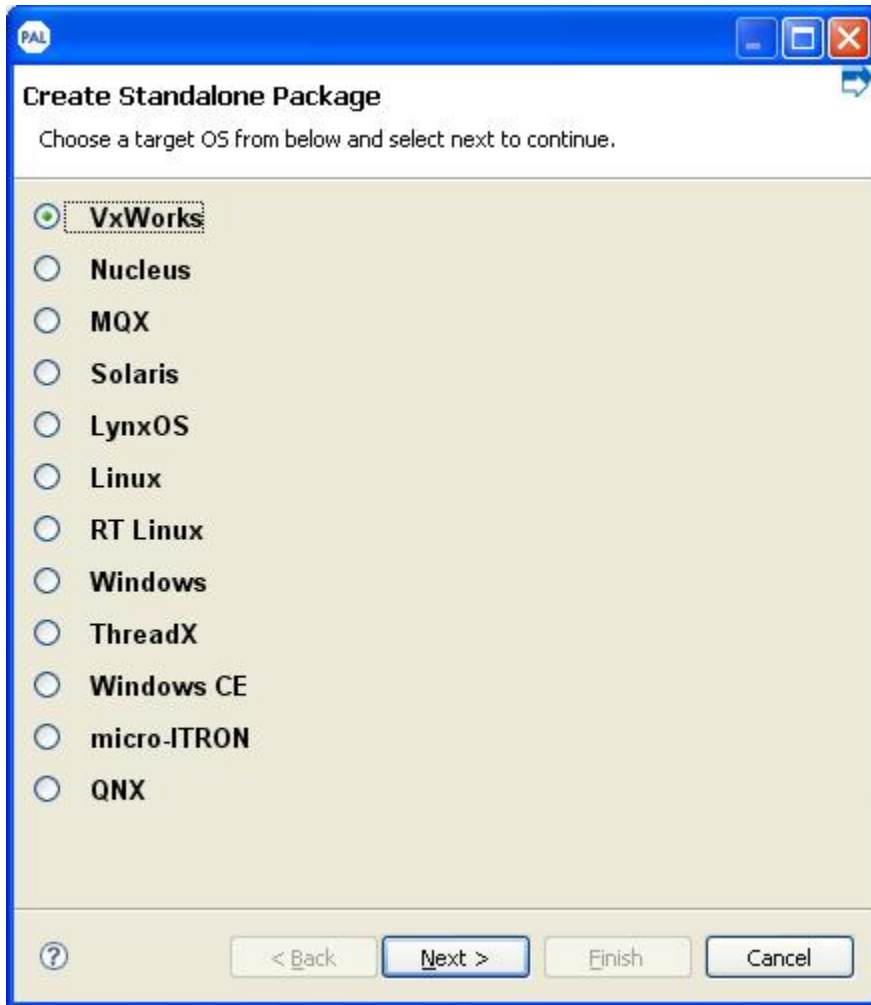 PAL
Create Standalone Package
Choose a target OS from below and select next to continue.
VxWorks
Nucleus
MQX
Solaris
LynxOS
Linux
RT Linux
Windows
ThreadX
Windows CE
micro-ITRON
QNX
? < Back Next > Finish Cancel